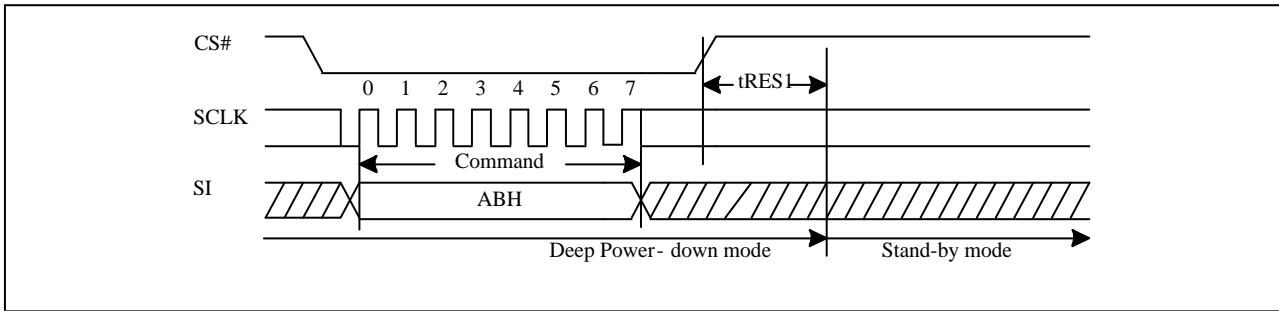 CS#
tRES1
0 1 2 3 4 5 6 7
SCLK
Command
SI
ABH
Deep Power- down mode Stand-by mode